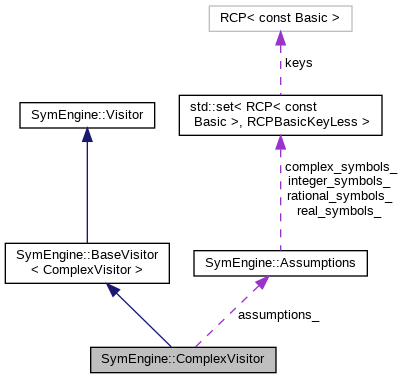 RCP< const Basic >
keys
SymEngine::Visitor
std::set< RCP< const
Basic >, RCPBasicKeyLess >
complex_symbols_
integer_symbols_
rational_symbols_
real_symbols_
SymEngine::BaseVisitor
< ComplexVisitor >
SymEngine::Assumptions
assumptions_
SymEngine::ComplexVisitor